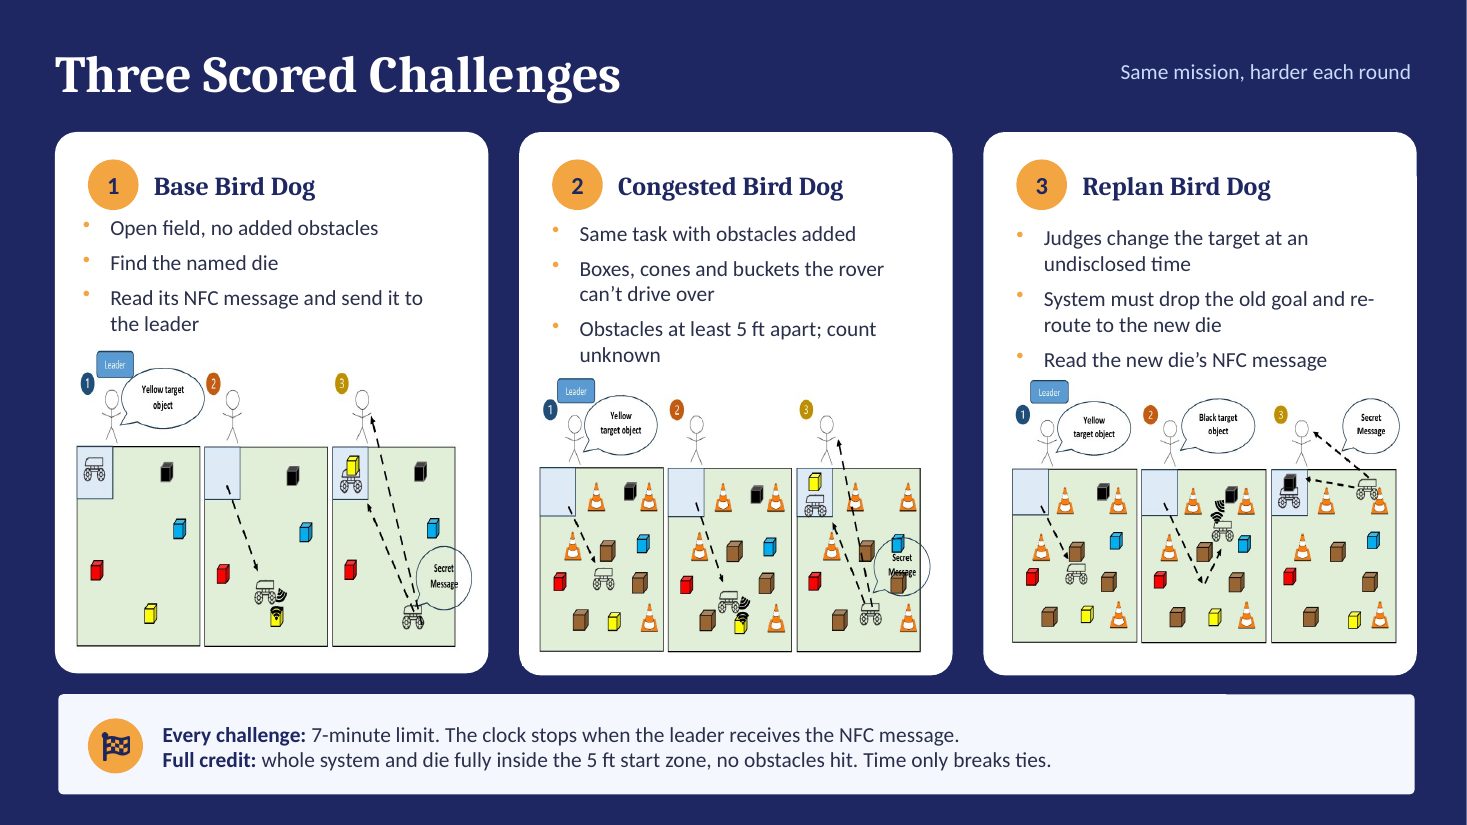 Three Scored Challenges
Same mission, harder each round
1
Base Bird Dog
• Open field, no added obstacles
• Find the named die
• Read its NFC message and send it to
the leader
Leader
1
Yellow target
object
2
3
Secret
Message
2
Congested Bird Dog
• Same task with obstacles added
• Boxes, cones and buckets the rover
can’t drive over
• Obstacles at least 5 ft apart; count
unknown
Leader
1
Yellow
target object
2
3
Secret
Message
3
Replan Bird Dog
• Judges change the target at an
undisclosed time
• System must drop the old goal and re-
route to the new die
• Read the new die’s NFC message
Leader
1
Yellow
target object
2
Black target
object
3
Secret
Message
Every challenge: 7-minute limit. The clock stops when the leader receives the NFC message.
Full credit: whole system and die fully inside the 5 ft start zone, no obstacles hit. Time only breaks ties.